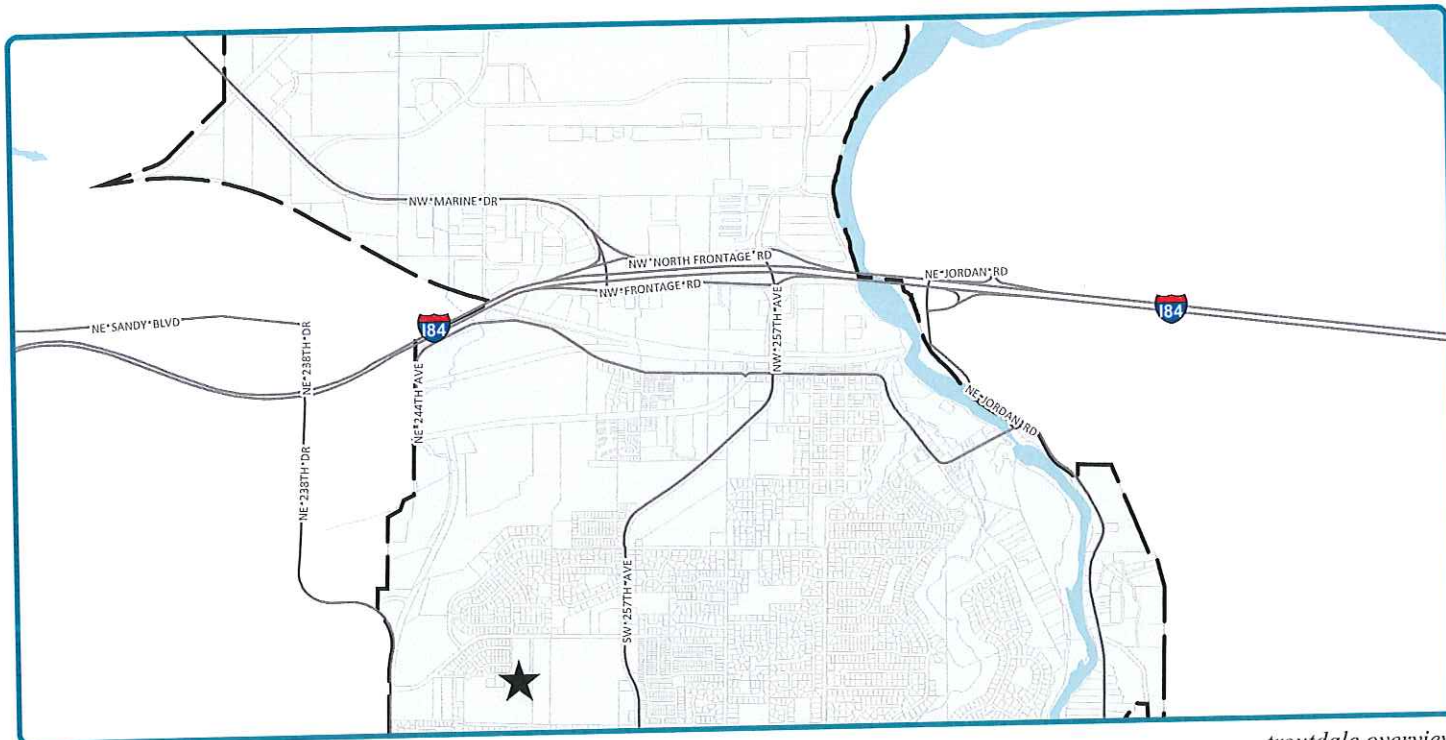 NW MARINE DR
NW NORTH FRONTAGE RD
NE JORDAN RD
NW FRONTAGE RD
184
184
NE SANDY BLVD
NE 238TH DR
NE 244TH AVE
NW 257TH AVE
NE JORDAN RD
NE 238TH DR
SW 257TH AVE